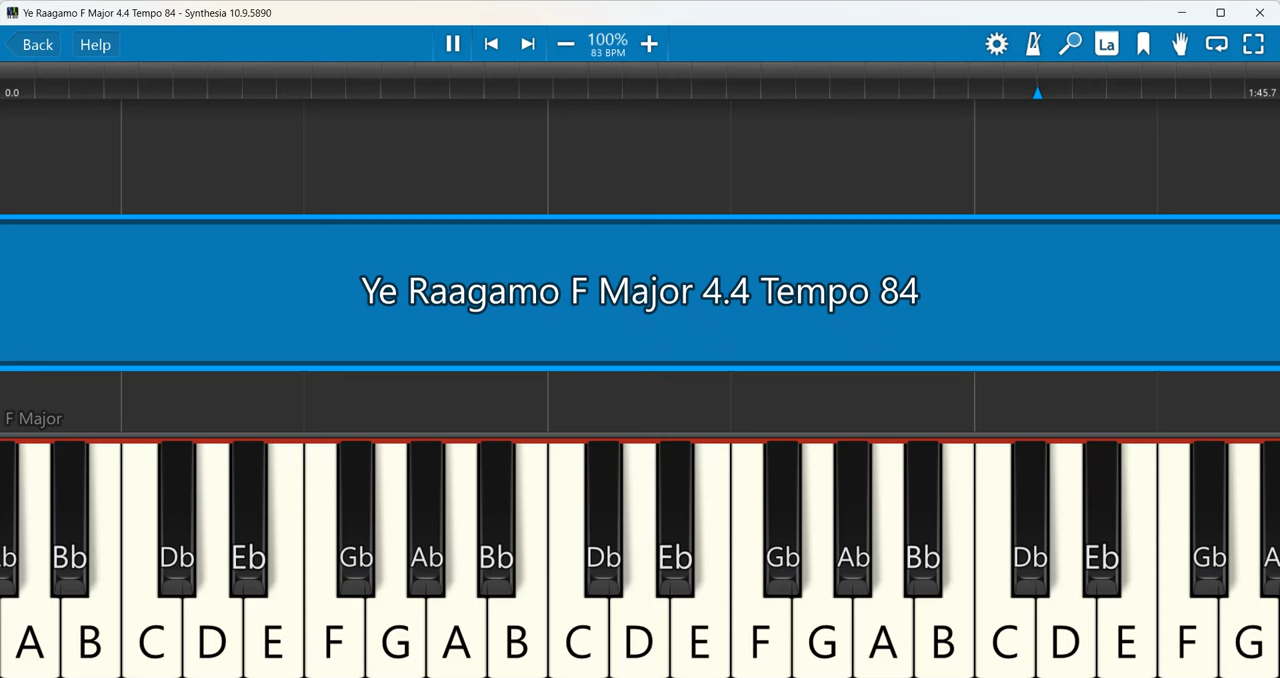 Ye Raagamo F Major 4.4 Tempo 84 - Synthesia 10.9.5890
Back Help 100% La
83 BPM
0.0 1:45.7
Ye Raagamo F Major 4.4 Tempo 84
F Major
Bb Db Eb Gb Ab Bb Db Eb Gb Ab Bb Db Eb Gb
A B C D E F G A B C D E F G A B C D E F G